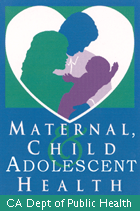 MATERNAL,
CHILD
&
ADOLESCENT
HEALTH
CA Dept of Public Health